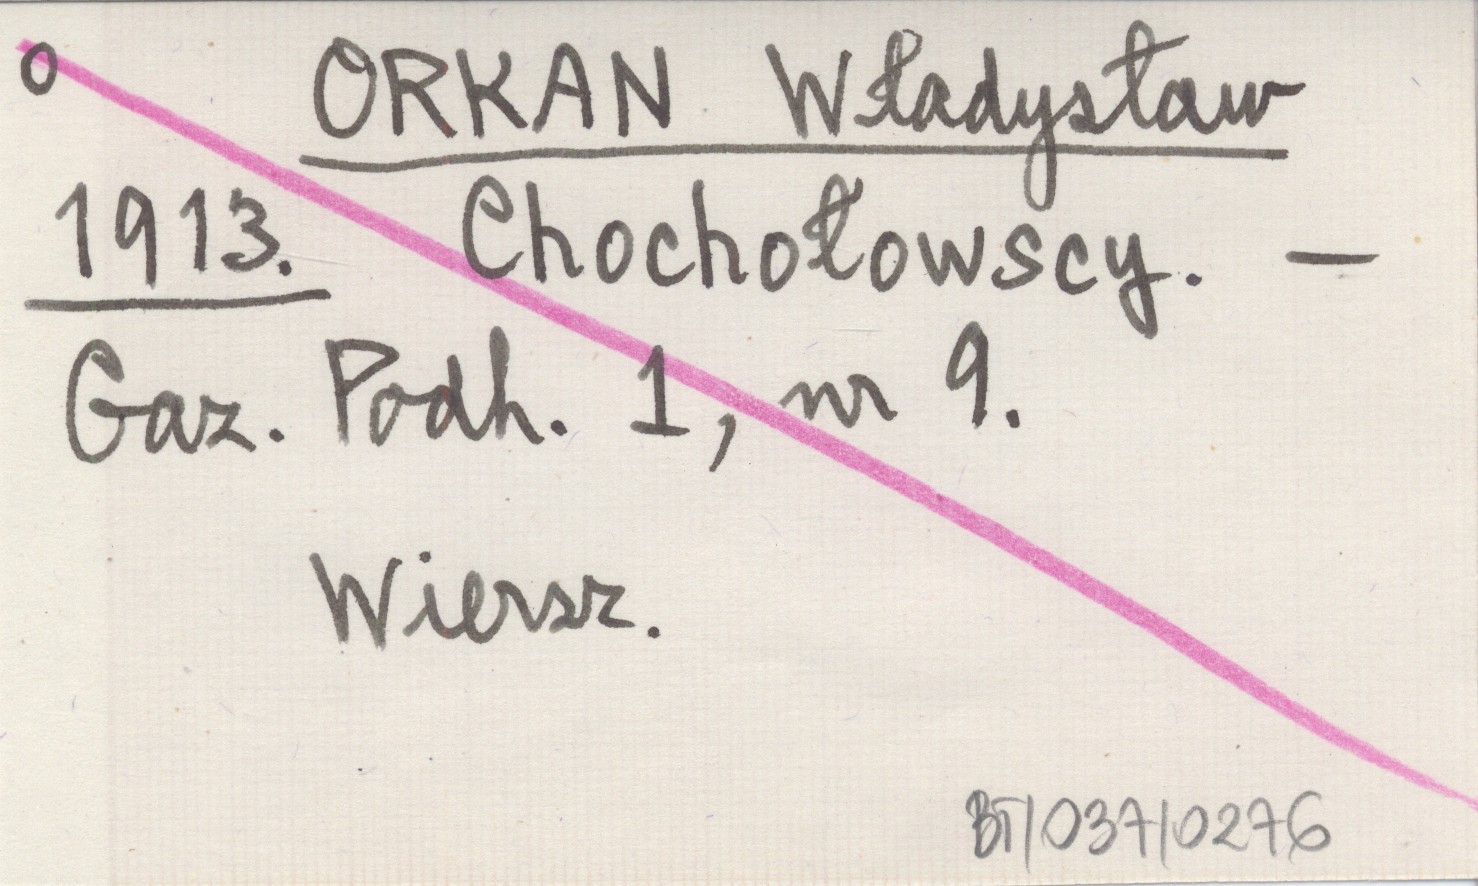 O ORKAN Władysław
1913. Chochołowscy. —
Gaz. Podh. 1, nr 9.
Wiersz.
BT/037/0276